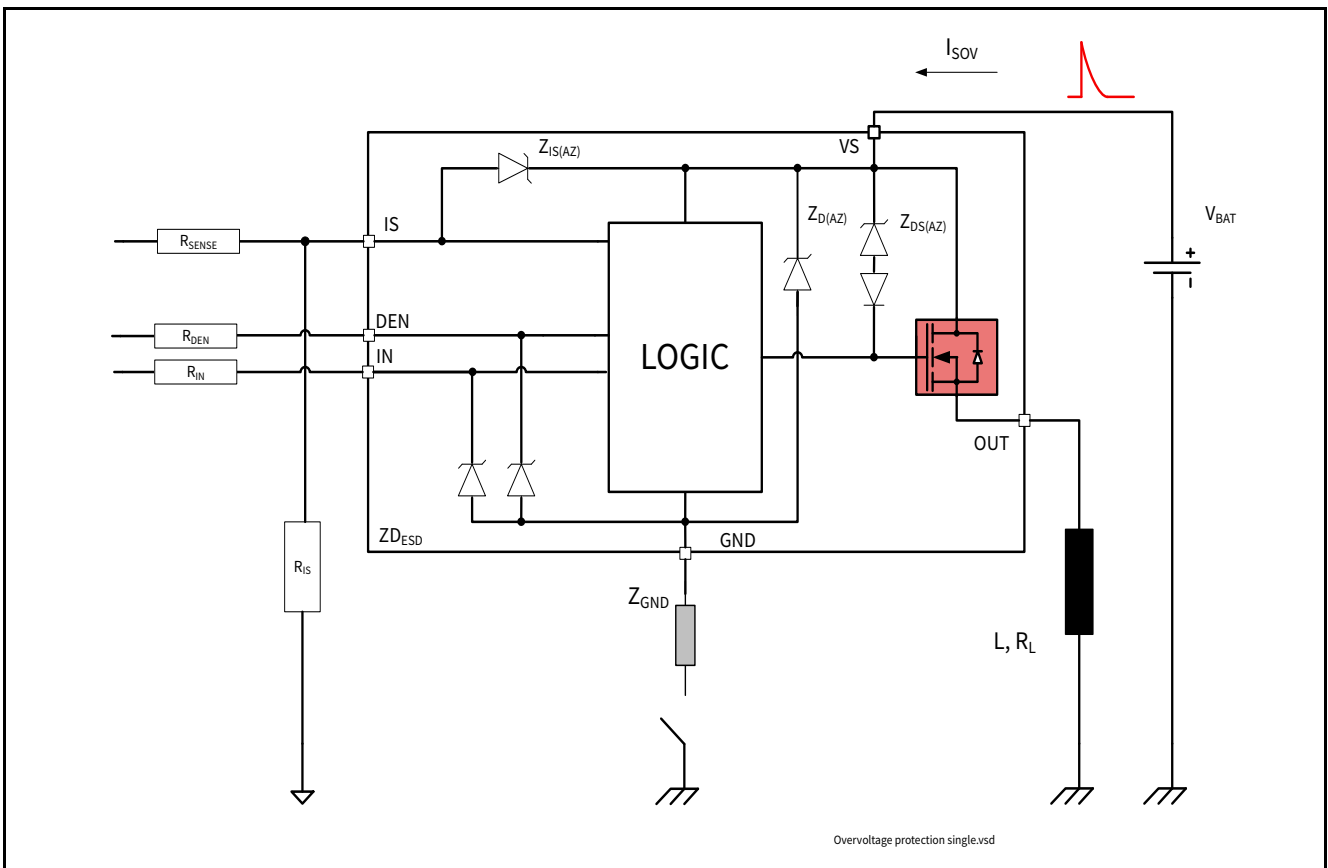 ISOV
ZIS(AZ)
VS
ZD(AZ)
ZDS(AZ)
VBAT
IS
RSENSE
+
-
DEN
RDEN
IN
RIN
LOGIC
OUT
ZDESD
GND
RIS
ZGND
L, RL
Overvoltage protection single.vsd